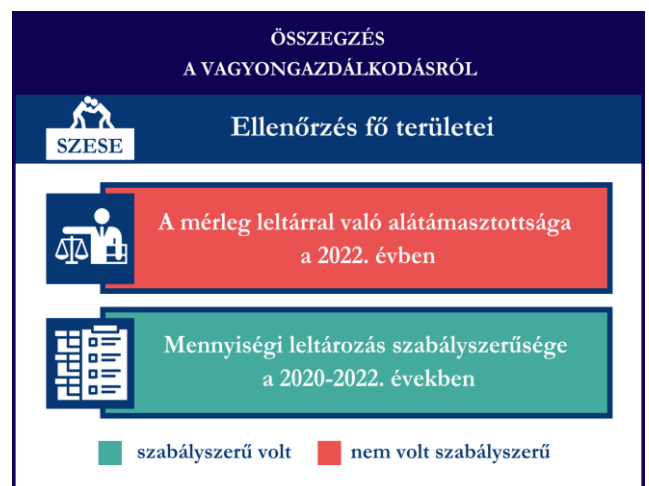 ÖSSZEGZÉS
A VAGYONGAZDÁLKODÁSRÓL
SZESE
Ellenőrzés fő területei
A mérleg leltárral való alátámasztottsága
a 2022. évben
Mennyiségi leltározás szabályszerűsége
a 2020-2022. években
szabályszerű volt
nem volt szabályszerű